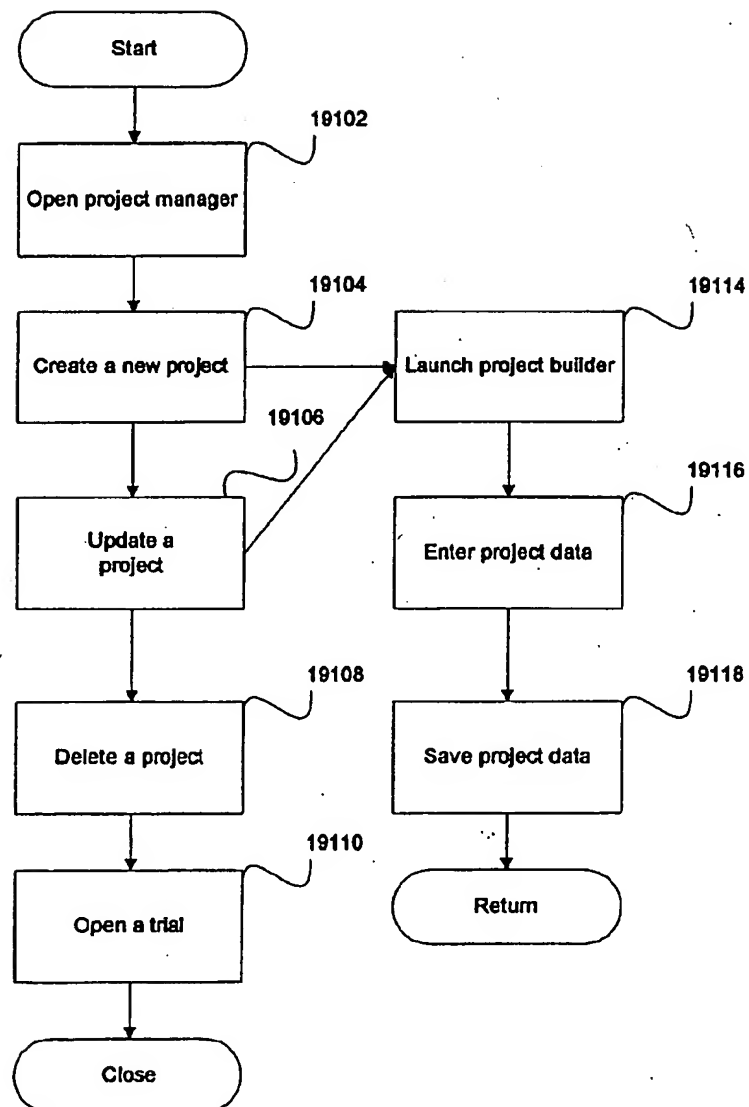 Start
19102
Open project manager
19104
Create a new project
19114
Launch project builder
19106
Update a
project
19116
Enter project data
19108
Delete a project
19118
Save project data
19110
Open a trial
Return
Close